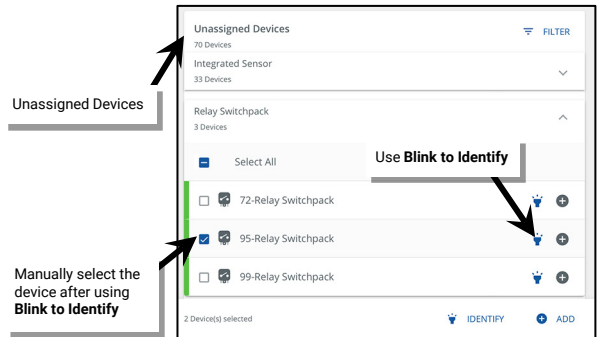 Unassigned Devices
FILTER
70 Devices
Integrated Sensor
33 Devices
Unassigned Devices
Relay Switchpack
3 Devices
Select All
Use Blink to Identify
72-Relay Switchpack
95-Relay Switchpack
Manually select the
device after using
Blink to Identify
99-Relay Switchpack
2 Device(s) selected
IDENTIFY
ADD